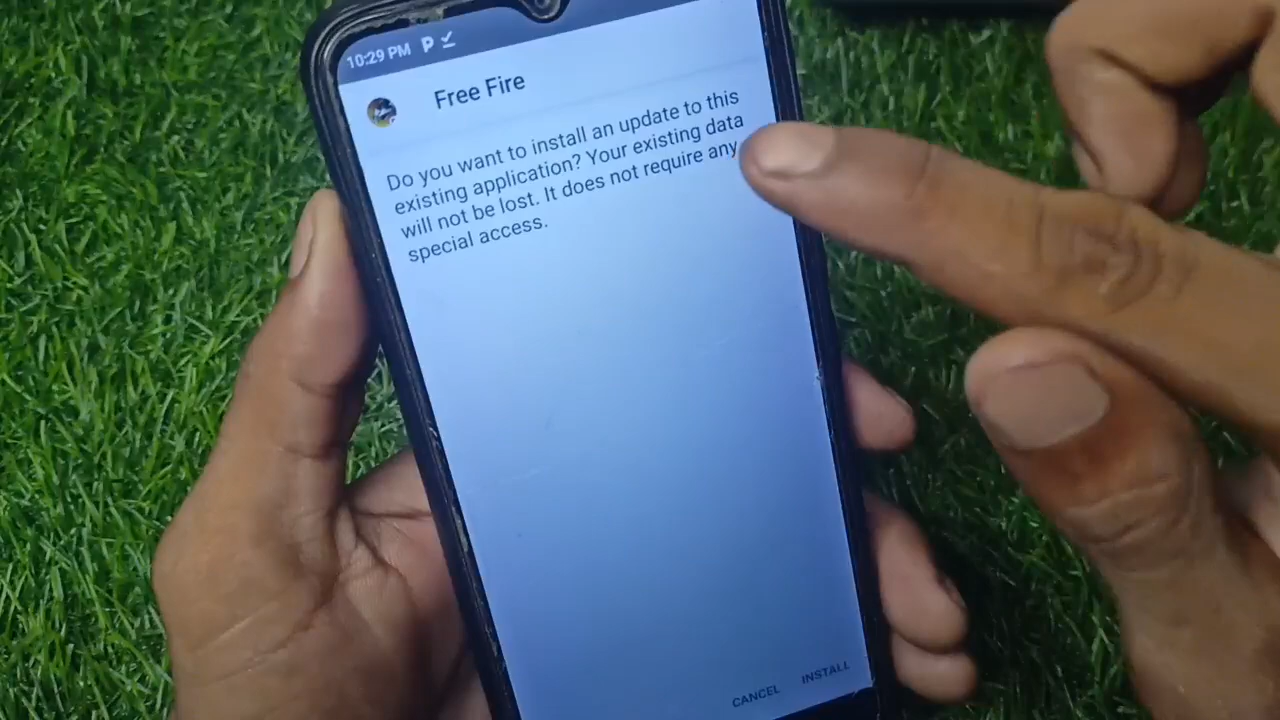 10:29 PM
Free Fire
Do you want to install an update to this
existing application? Your existing data
will not be lost. It does not require any
special access.
CANCEL INSTALL